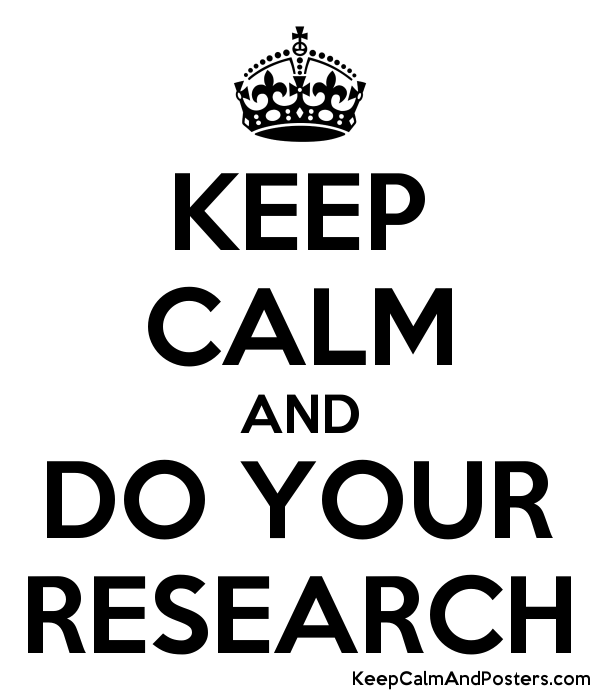 KEEP
CALM
AND
DO YOUR
RESEARCH
KeepCalmAndPosters.com